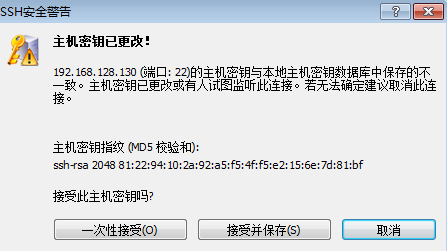 SSH安全警告
主机密钥已更改!
192.168.128.130 (端口: 22)的主机密钥与本地主机密钥数据库中保存的不
一致。主机密钥已更改或有人试图监听此连接。若无法确定建议取消此连
接。
主机密钥指纹 (MD5 校验和):
ssh-rsa 2048 81:22:94:10:2a:92:a5:f5:4f:f5:e2:15:6e:7d:81:bf
接受此主机密钥吗?
一次性接受(O) 接受并保存(S) 取消